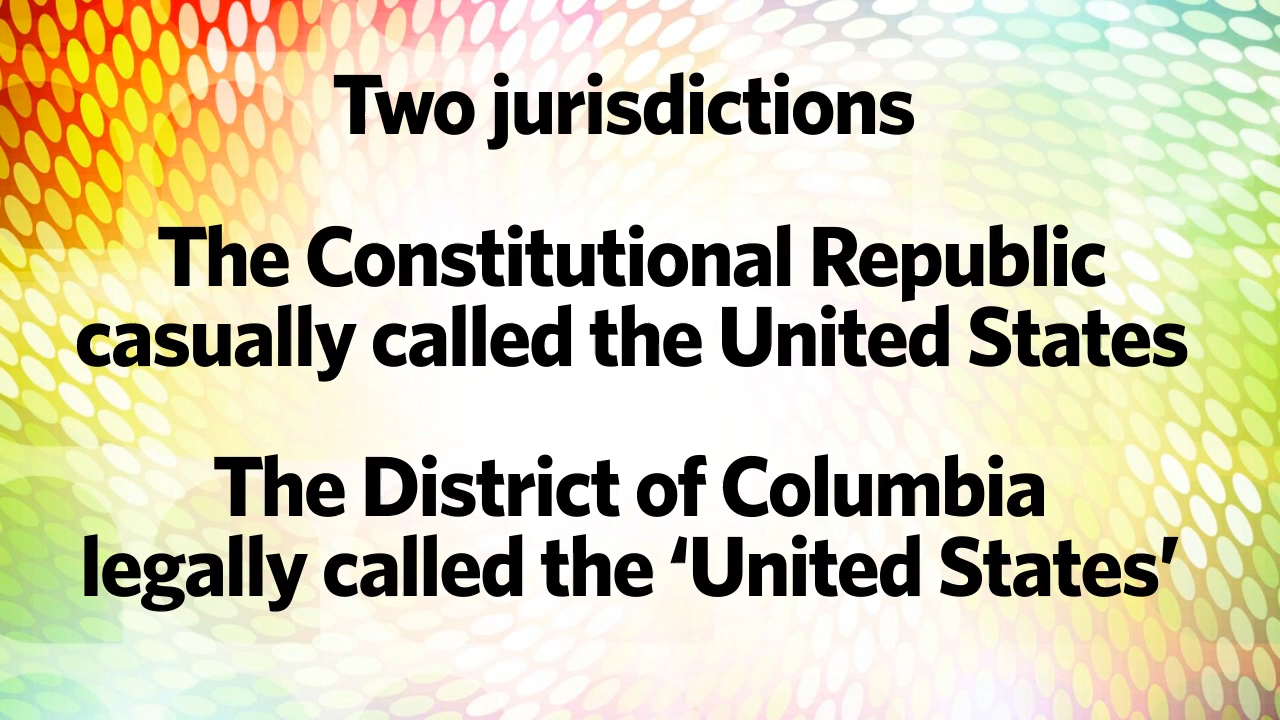 Two jurisdictions
The Constitutional Republic
casually called the United States
The District of Columbia
legally called the ‘United States’